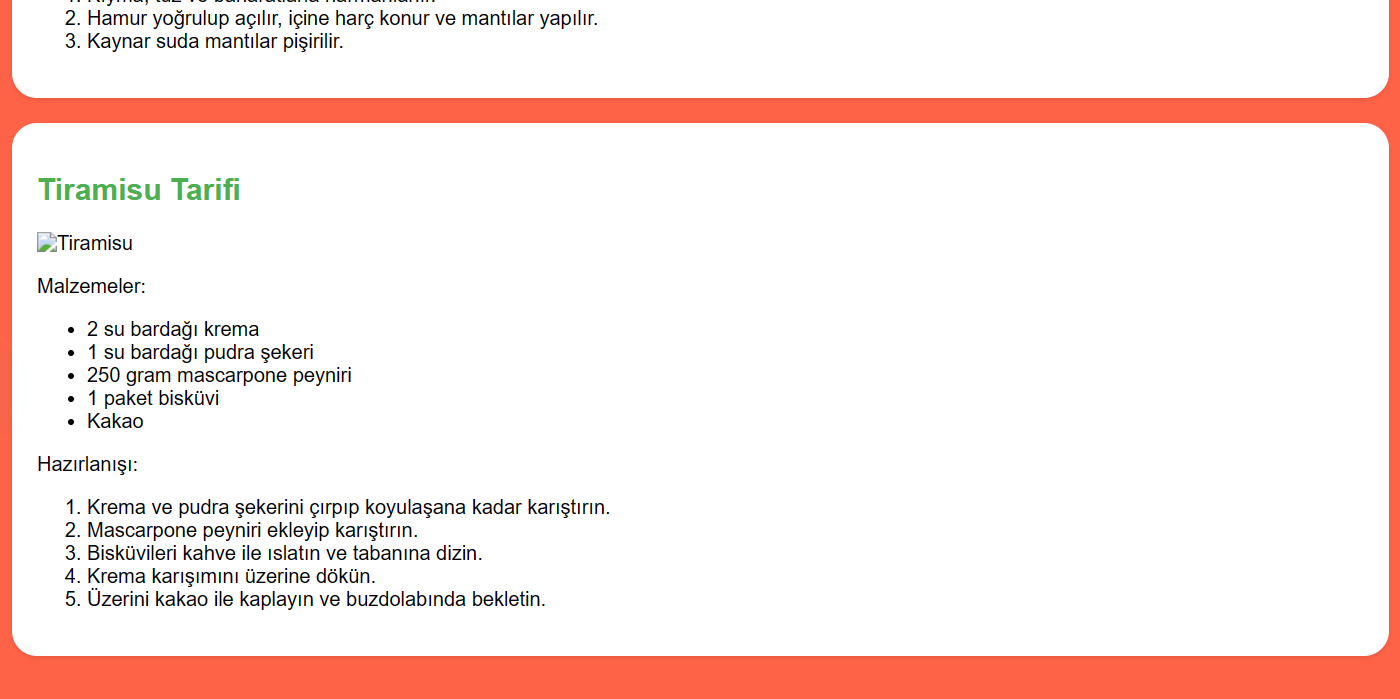 2. Hamur yoğrulup açılır, içine harç konur ve mantılar yapılır.
3. Kaynar suda mantılar pişirilir.
Tiramisu Tarifi
Tiramisu
Malzemeler:
2 su bardağı krema
1 su bardağı pudra şekeri
250 gram mascarpone peyniri
1 paket bisküvi
Kakao
Hazırlanışı:
1. Krema ve pudra şekerini çırpıp koyulaşana kadar karıştırın.
2. Mascarpone peyniri ekleyip karıştırın.
3. Bisküvileri kahve ile ıslatın ve tabanına dizin.
4. Krema karışımını üzerine dökün.
5. Üzerini kakao ile kaplayın ve buzdolabında bekletin.